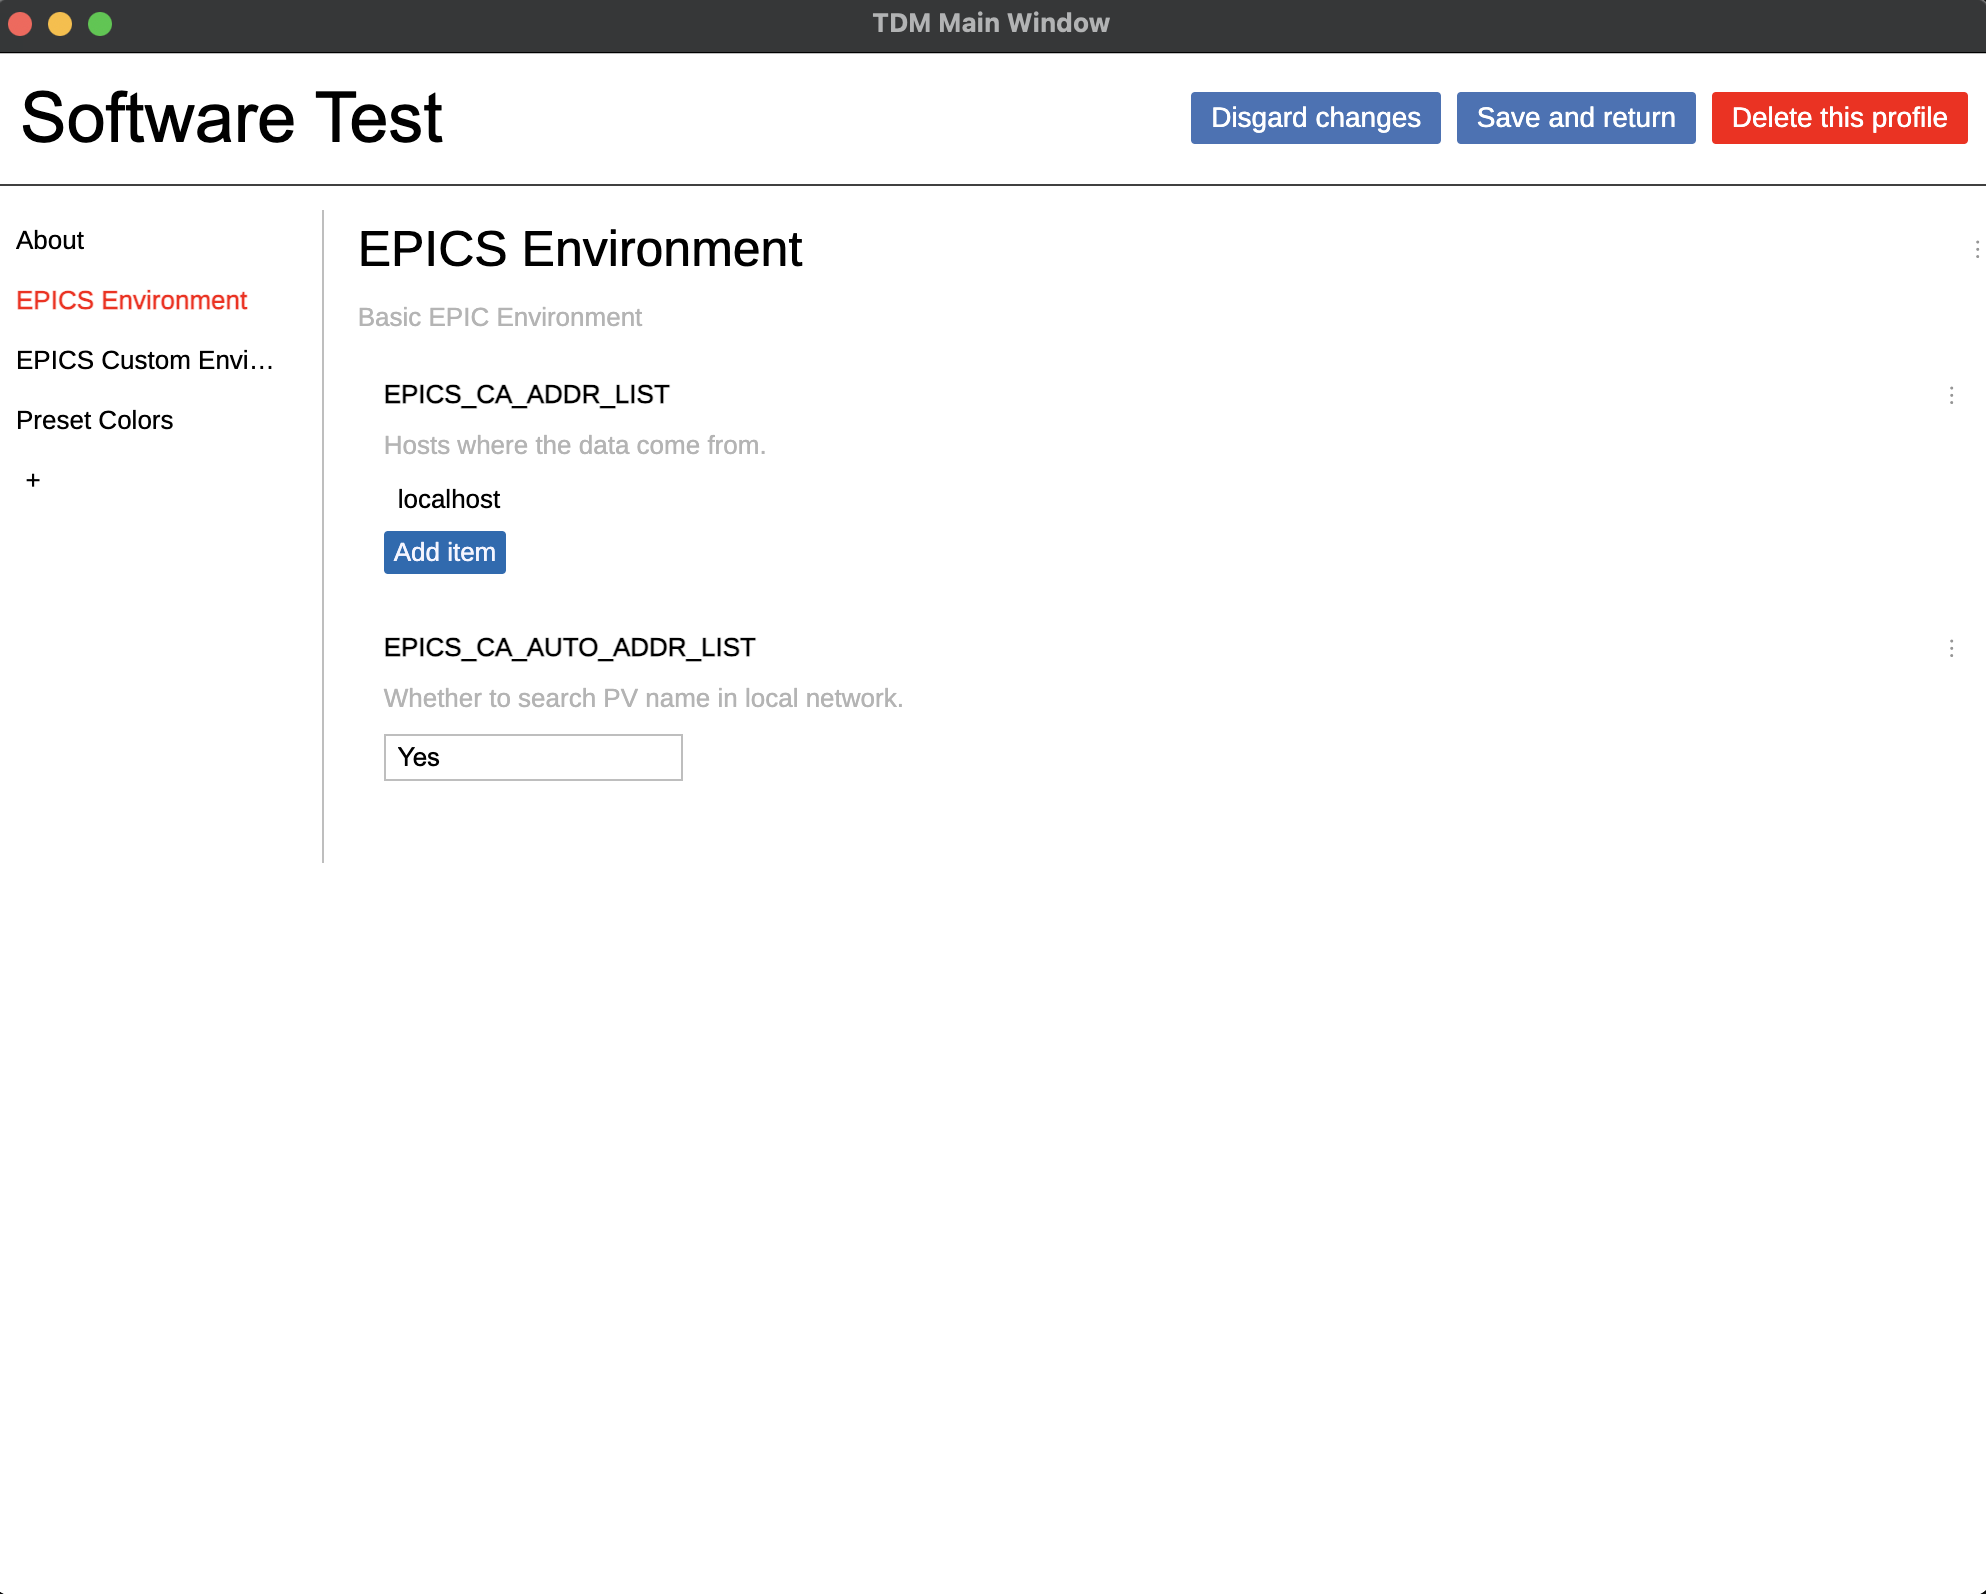 TDM Main Window
Software Test
Disgard changes
Save and return
Delete this profile
About
EPICS Environment
EPICS Custom Envi…
Preset Colors
+
EPICS Environment
Basic EPIC Environment
EPICS_CA_ADDR_LIST
Hosts where the data come from.
localhost
Add item
EPICS_CA_AUTO_ADDR_LIST
Whether to search PV name in local network.
Yes